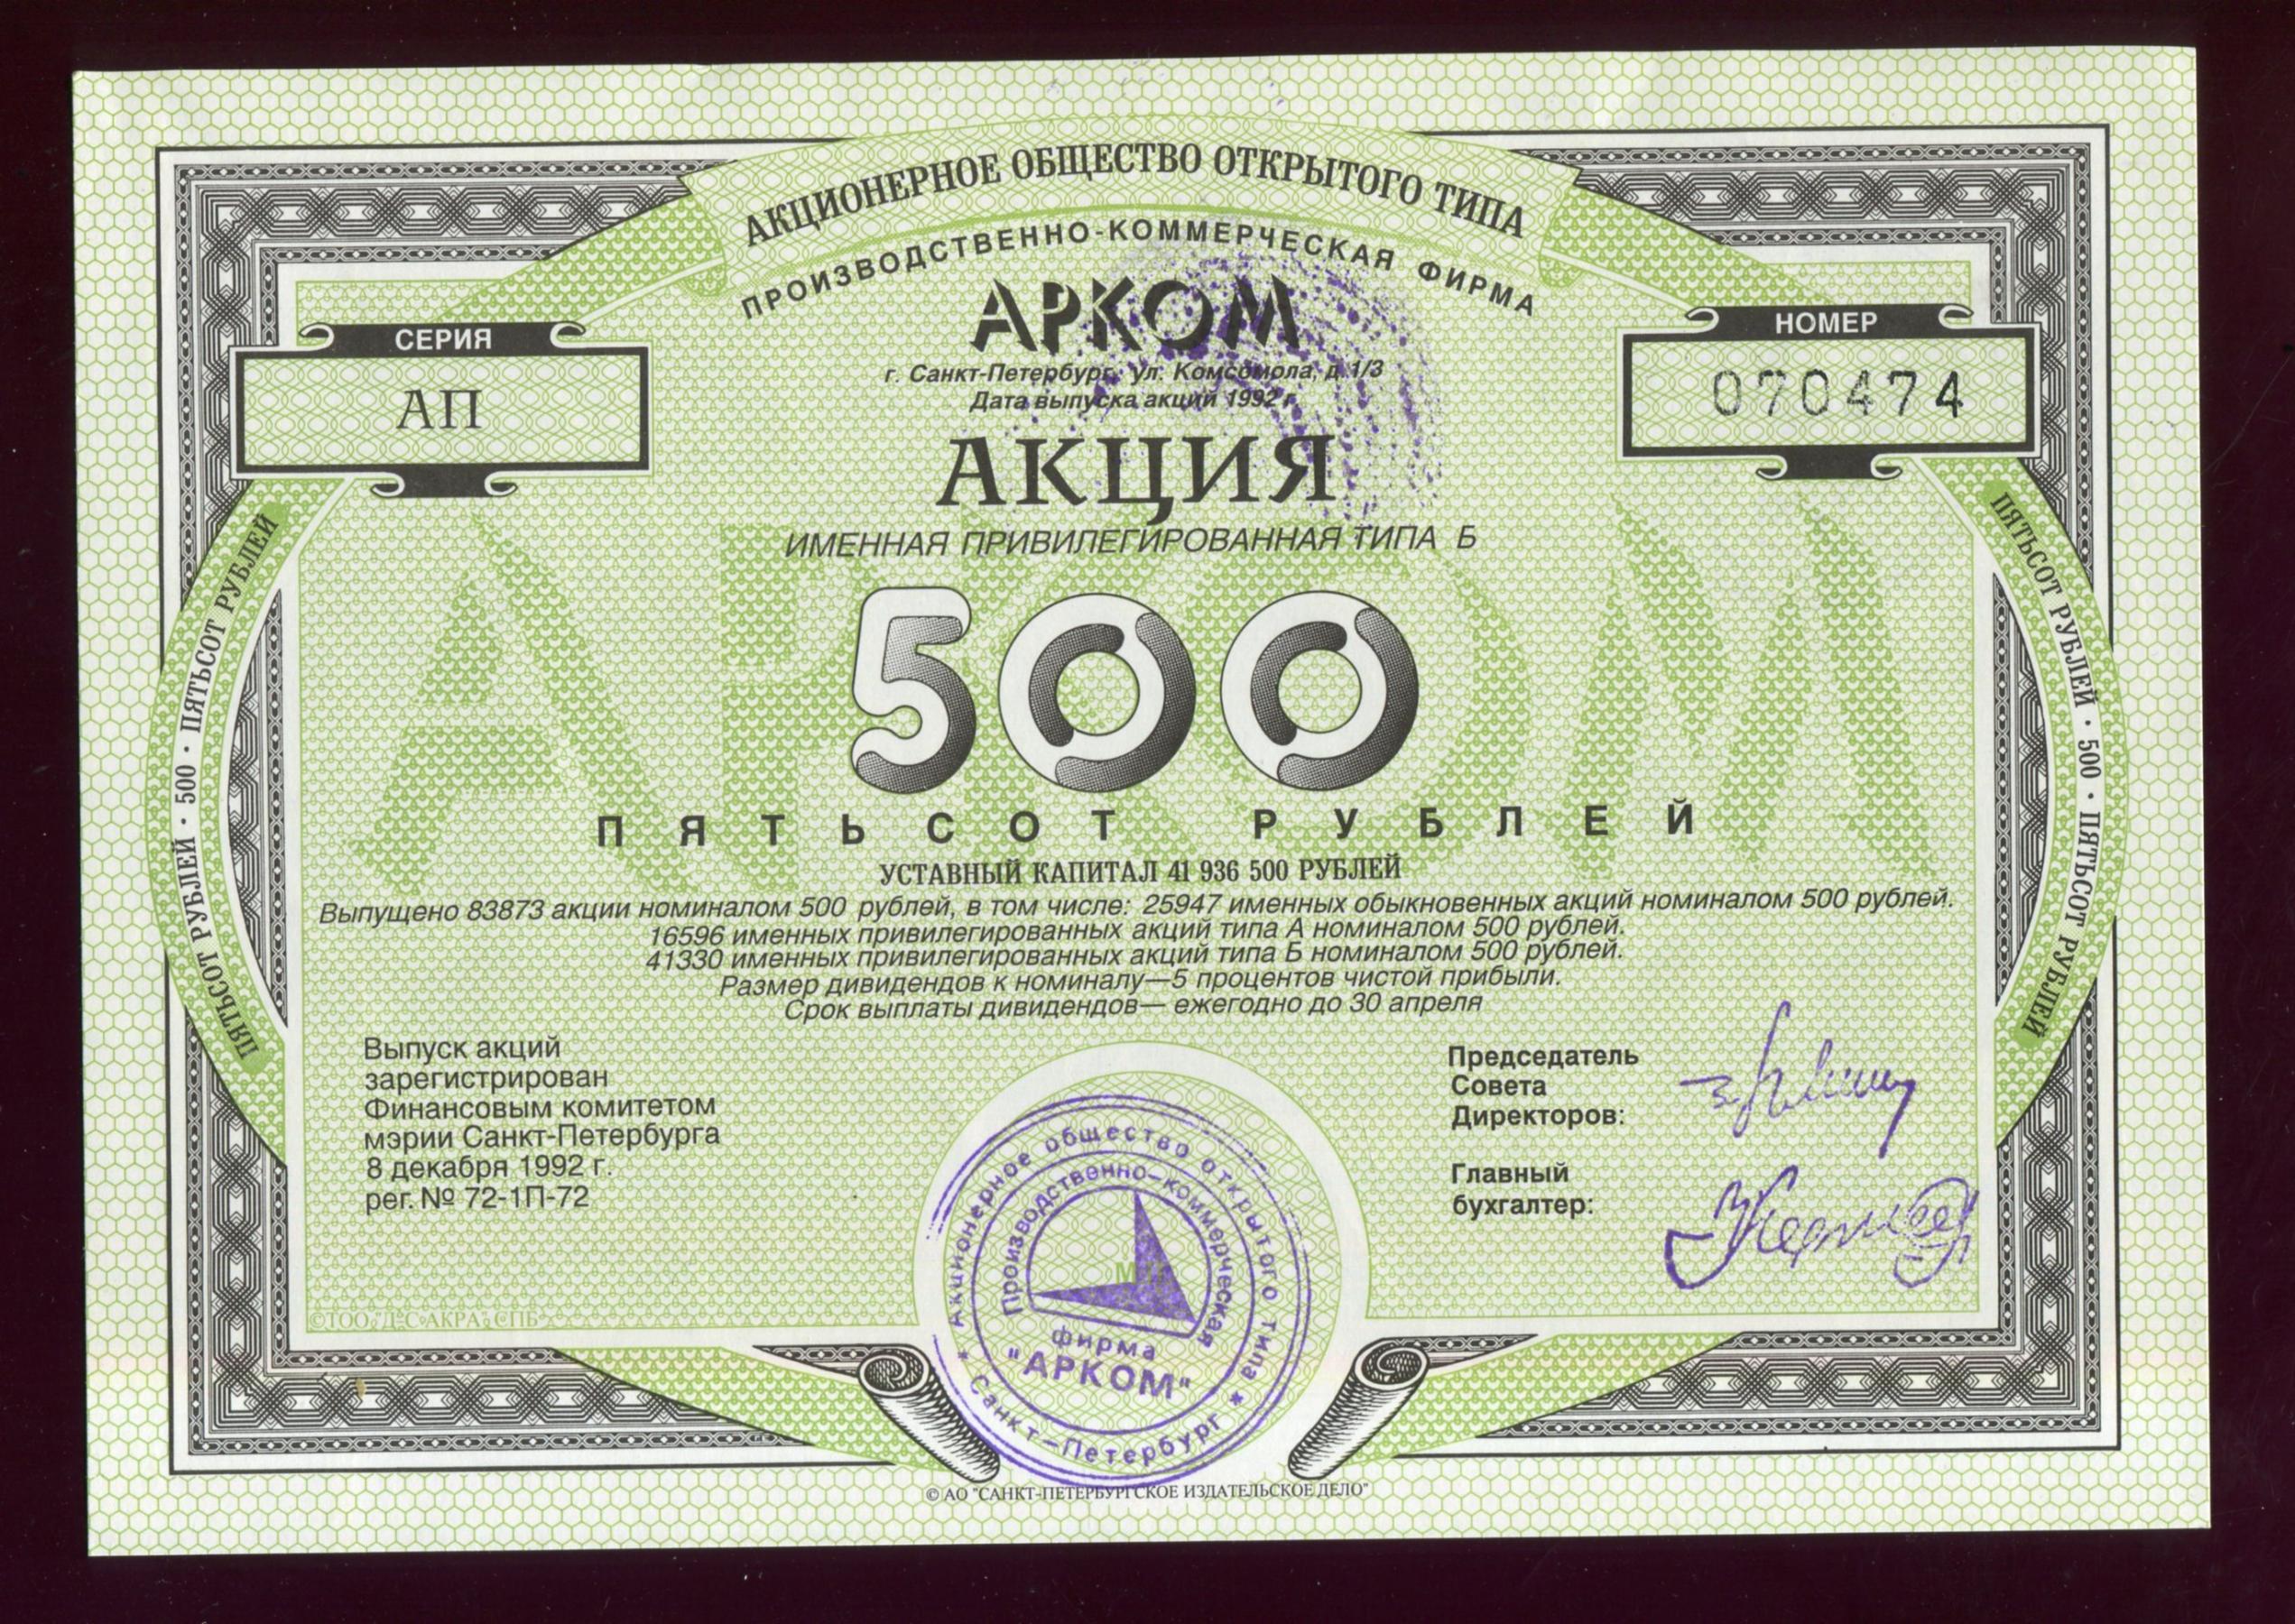 АКЦИОНЕРНОЕ ОБЩЕСТВО ОТКРЫТОГО ТИПА
ПРОИЗВОДСТВЕННО-КОММЕРЧЕСКАЯ ФИРМА
АРКОМ
г. Санкт-Петербург, ул. Комсомола, д.1/3
Дата выпуска акций 1992 г.
СЕРИЯ
АП
НОМЕР
070474
АКЦИЯ
ИМЕННАЯ ПРИВИЛЕГИРОВАННАЯ ТИПА Б
АРКОМ
500
ПЯТЬСОТ РУБЛЕЙ
ПЯТЬСОТ РУБЛЕЙ · 500 · ПЯТЬСОТ РУБЛЕЙ
ПЯТЬСОТ РУБЛЕЙ · 500 · ПЯТЬСОТ РУБЛЕЙ
УСТАВНЫЙ КАПИТАЛ 41 936 500 РУБЛЕЙ
Выпущено 83873 акции номиналом 500 рублей, в том числе: 25947 именных обыкновенных акций номиналом 500 рублей.
16596 именных привилегированных акций типа А номиналом 500 рублей.
41330 именных привилегированных акций типа Б номиналом 500 рублей.
Размер дивидендов к номиналу—5 процентов чистой прибыли.
Срок выплаты дивидендов— ежегодно до 30 апреля
Выпуск акций
зарегистрирован
Финансовым комитетом
мэрии Санкт-Петербурга
8 декабря 1992 г.
рег. № 72-1П-72
Председатель
Совета
Директоров:
Главный
бухгалтер:
Акционерное общество открытого типа
* Санкт-Петербург *
Производственно-коммерческая
фирма
"АРКОМ"
©ТОО "Д-С-АКРА" СПБ
© АО "САНКТ-ПЕТЕРБУРГСКОЕ ИЗДАТЕЛЬСКОЕ ДЕЛО"